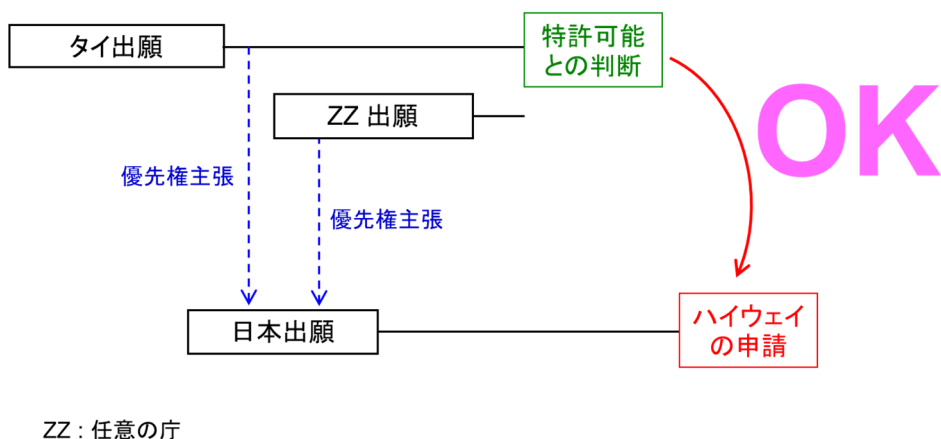 タイ出願
特許可能
との判断
OK
ZZ 出願
優先権主張
優先権主張
日本出願
ハイウェイ
の申請
ZZ : 任意の庁